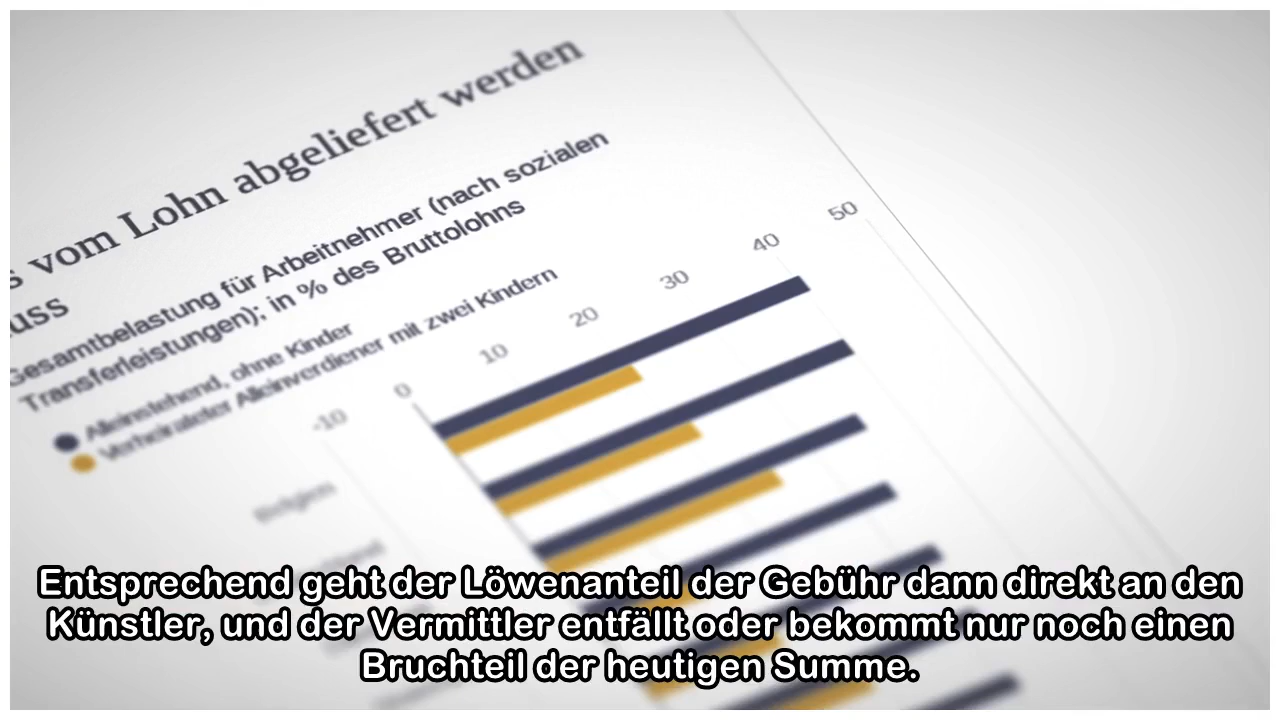 s vom Lohn abgeliefert werden
uss
Gesamtbelastung für Arbeitnehmer (nach sozialen
Transferleistungen); in % des Bruttolohns
Alleinstehend, ohne Kinder
Verheirateter Alleinverdiener mit zwei Kindern
-10 0 10 20 30 40 50
Belgien
Entsprechend geht der Löwenanteil der Gebühr dann direkt an den
Künstler, und der Vermittler entfällt oder bekommt nur noch einen
Bruchteil der heutigen Summe.